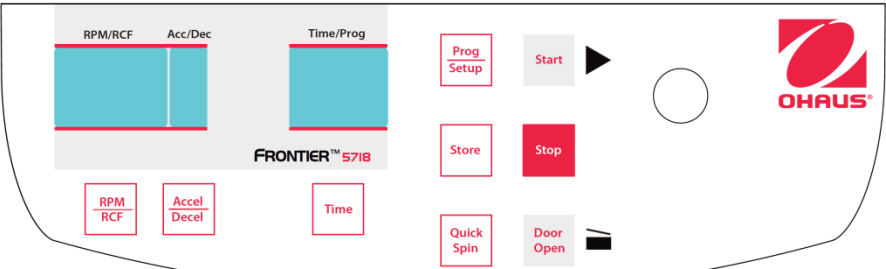 RPM/RCF Acc/Dec Time/Prog
FRONTIER™ 5718
RPM
RCF
Accel
Decel
Time
Prog
Setup
Start
Store
Stop
Quick
Spin
Door
Open
OHAUS®